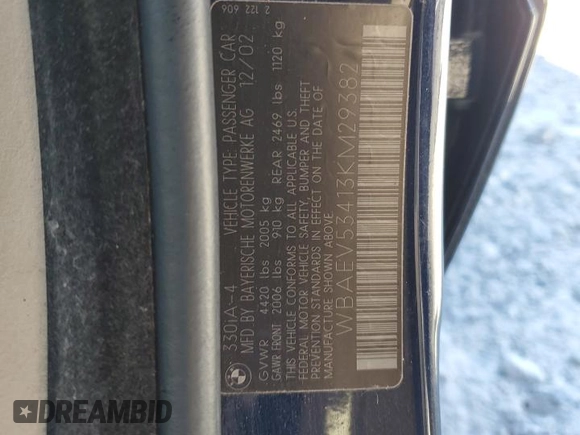 330IA-4 VEHICLE TYPE: PASSENGER CAR
MFD BY BAYERISCHE MOTORENWERKE AG 12/02
GVWR 4420 lbs 2005 kg
GAWR FRONT 2006 lbs 910 kg REAR 2469 lbs 1120 kg
THIS VEHICLE CONFORMS TO ALL APPLICABLE U.S.
FEDERAL MOTOR VEHICLE SAFETY, BUMPER, AND THEFT
PREVENTION STANDARDS IN EFFECT ON THE DATE OF
MANUFACTURE SHOWN ABOVE
WBAEV53413KM29382
2 122 606
DREAMBID